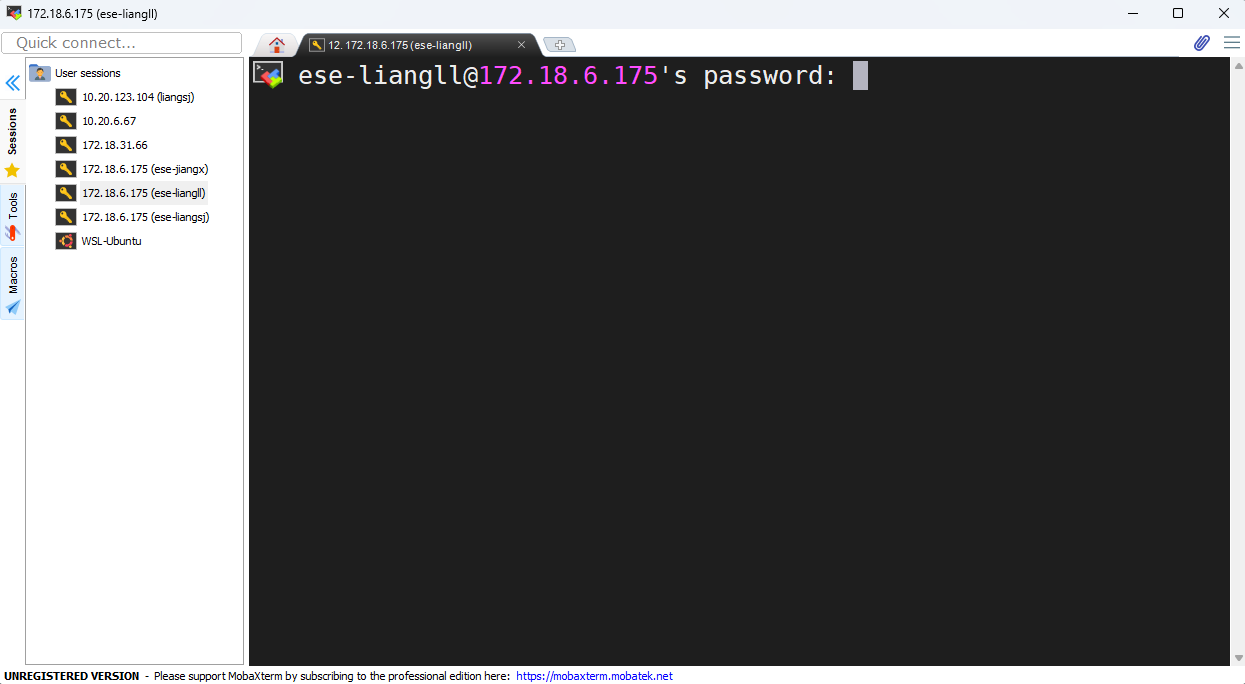 172.18.6.175 (ese-liangll)
Quick connect...
12. 172.18.6.175 (ese-liangll)
User sessions
10.20.123.104 (liangsj)
10.20.6.67
172.18.31.66
172.18.6.175 (ese-jiangx)
172.18.6.175 (ese-liangll)
172.18.6.175 (ese-liangsj)
WSL-Ubuntu
Sessions
Tools
Macros
ese-liangll@172.18.6.175's password:
UNREGISTERED VERSION - Please support MobaXterm by subscribing to the professional edition here: https://mobaxterm.mobatek.net